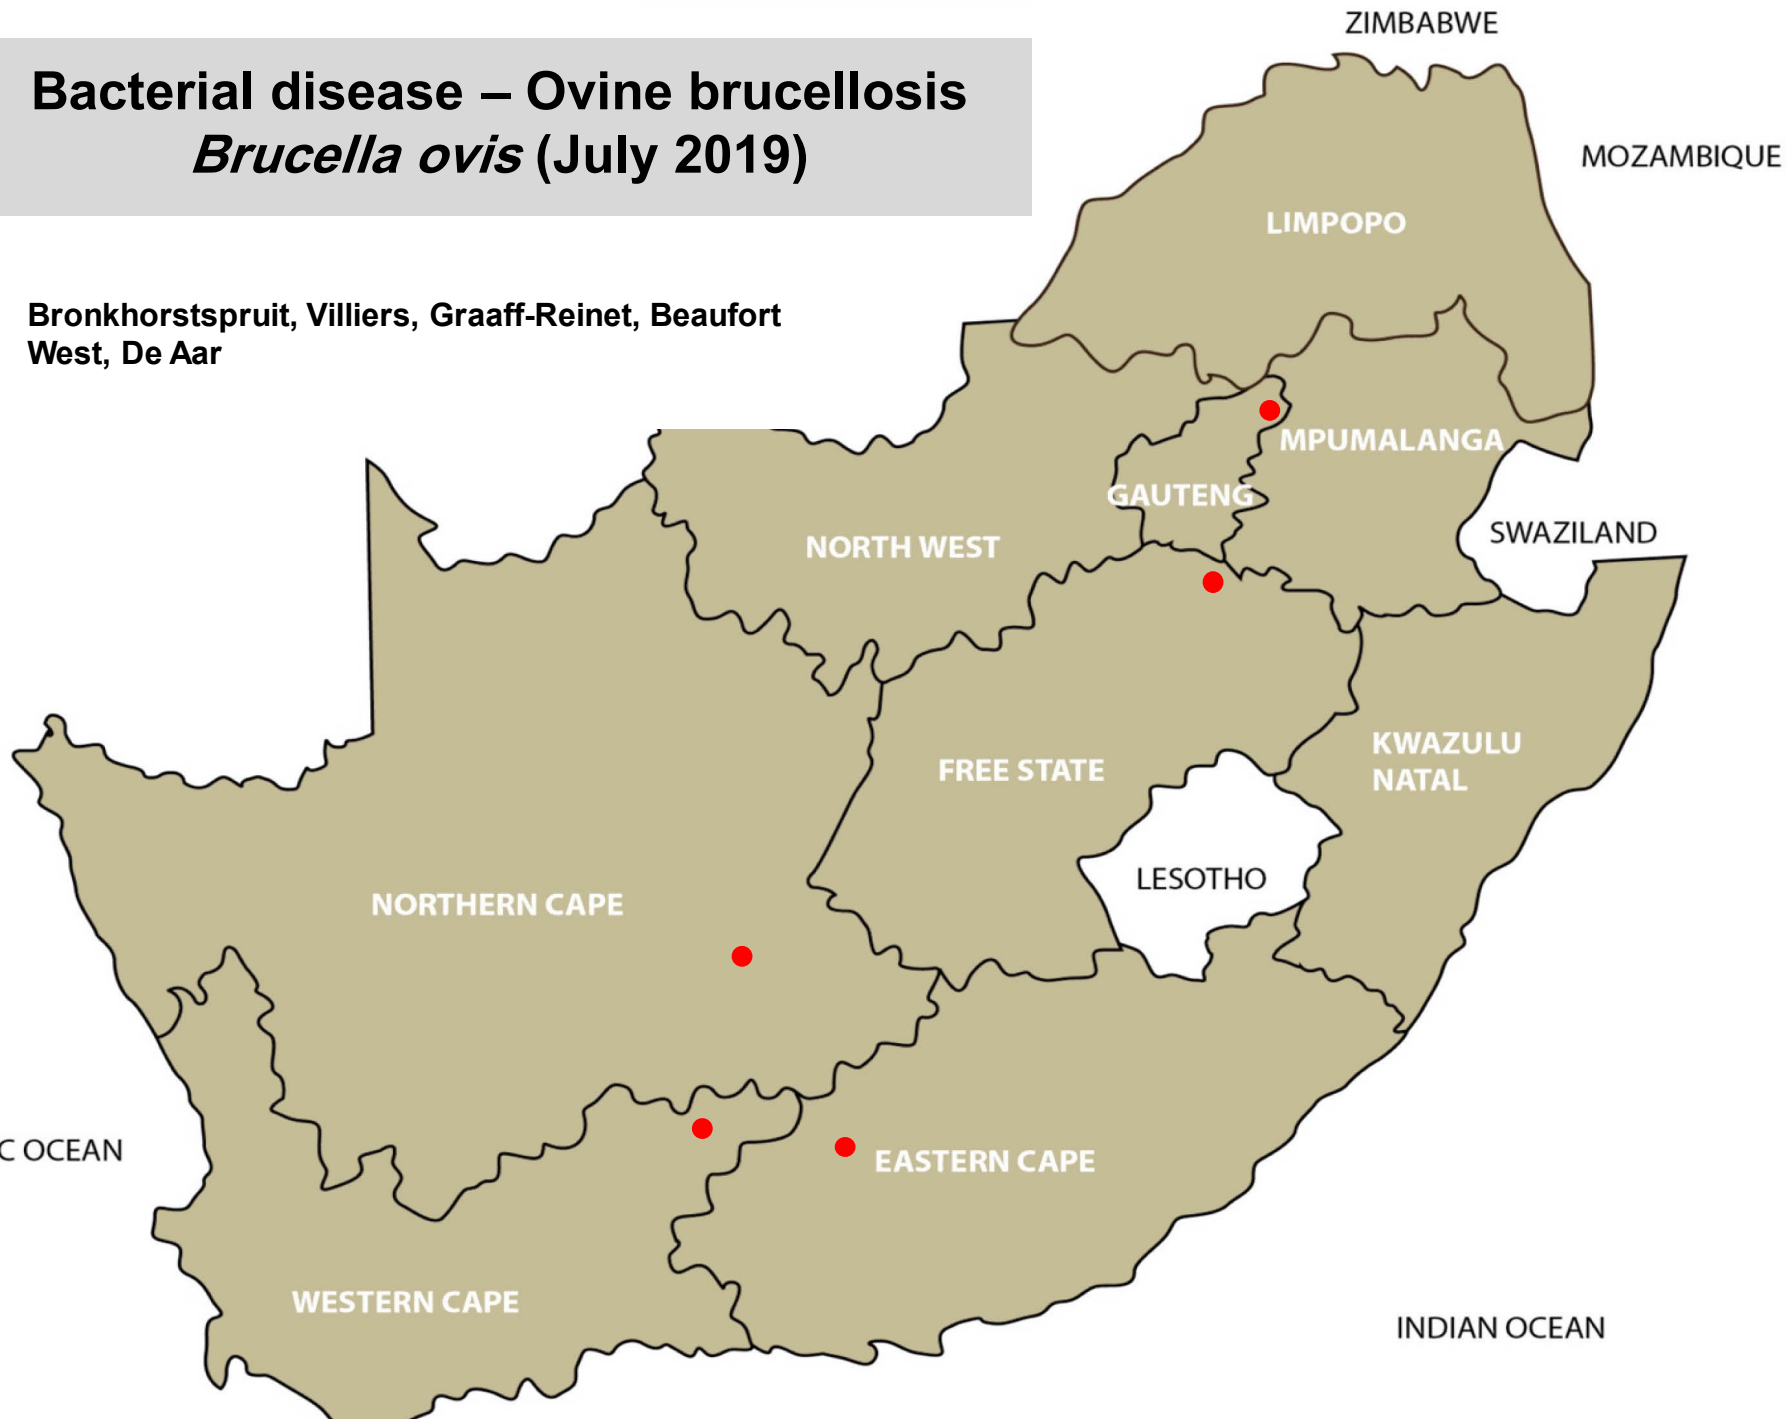 ZIMBABWE
Bacterial disease – Ovine brucellosis
Brucella ovis (July 2019)
MOZAMBIQUE
LIMPOPO
Bronkhorstspruit, Villiers, Graaff-Reinet, Beaufort
West, De Aar
MPUMALANGA
GAUTENG
SWAZILAND
NORTH WEST
KWAZULU
NATAL
FREE STATE
LESOTHO
NORTHERN CAPE
C OCEAN
EASTERN CAPE
WESTERN CAPE
INDIAN OCEAN